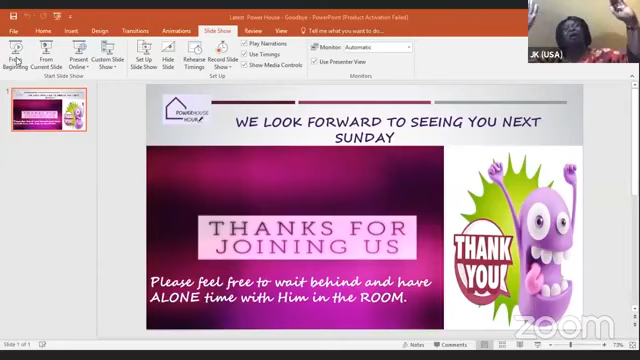 Latest Power House - Goodbye - PowerPoint (Product Activation Failed)
File Home Insert Design Transitions Animations Slide Show Review View Tell me what you want to do...
From Beginning
From Current Slide
Present Online
Custom Slide Show
Set Up Slide Show
Hide Slide
Rehearse Timings
Record Slide Show
Play Narrations
Use Timings
Show Media Controls
Monitor: Automatic
Use Presenter View
Start Slide Show
Set Up
Monitors
JK (USA)
1
POWERHOUSE
HOUR
WE LOOK FORWARD TO SEEING YOU NEXT
SUNDAY
THANKS FOR
JOINING US
Please feel free to wait behind and have
ALONE time with Him in the ROOM.
THANK
YOU!
zoom
Slide 1 of 1
Notes
Comments
73%